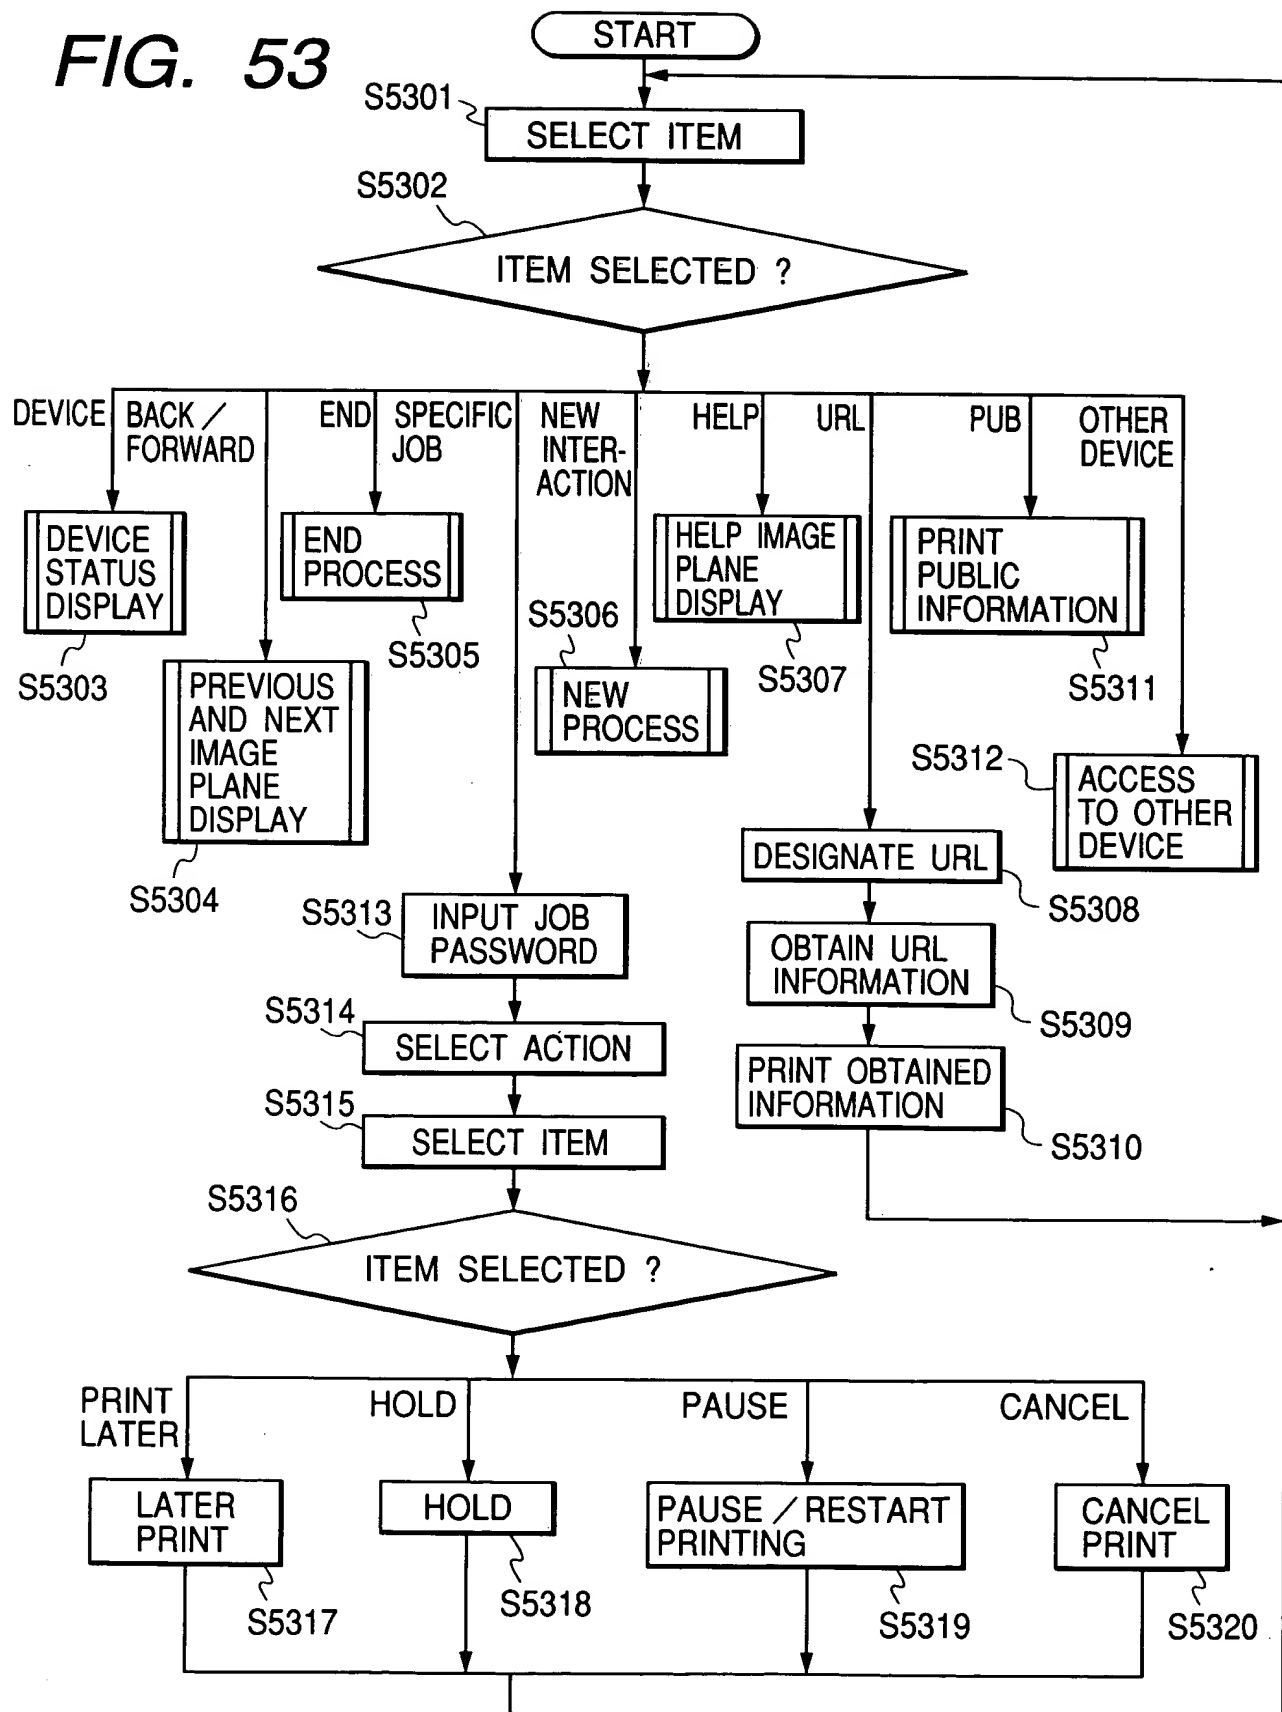 FIG. 53
START
S5301
SELECT ITEM
S5302
ITEM SELECTED ?
DEVICE
BACK /
FORWARD
END
SPECIFIC
JOB
NEW
INTER-
ACTION
HELP
URL
PUB
OTHER
DEVICE
DEVICE
STATUS
DISPLAY
S5303
PREVIOUS
AND NEXT
IMAGE
PLANE
DISPLAY
S5304
END
PROCESS
S5305
S5306
NEW
PROCESS
HELP IMAGE
PLANE
DISPLAY
S5307
PRINT
PUBLIC
INFORMATION
S5311
S5312
ACCESS
TO OTHER
DEVICE
DESIGNATE URL
S5308
OBTAIN URL
INFORMATION
S5309
PRINT OBTAINED
INFORMATION
S5310
S5313
INPUT JOB
PASSWORD
S5314
SELECT ACTION
S5315
SELECT ITEM
S5316
ITEM SELECTED ?
PRINT
LATER
HOLD
PAUSE
CANCEL
LATER
PRINT
S5317
HOLD
S5318
PAUSE / RESTART
PRINTING
S5319
CANCEL
PRINT
S5320